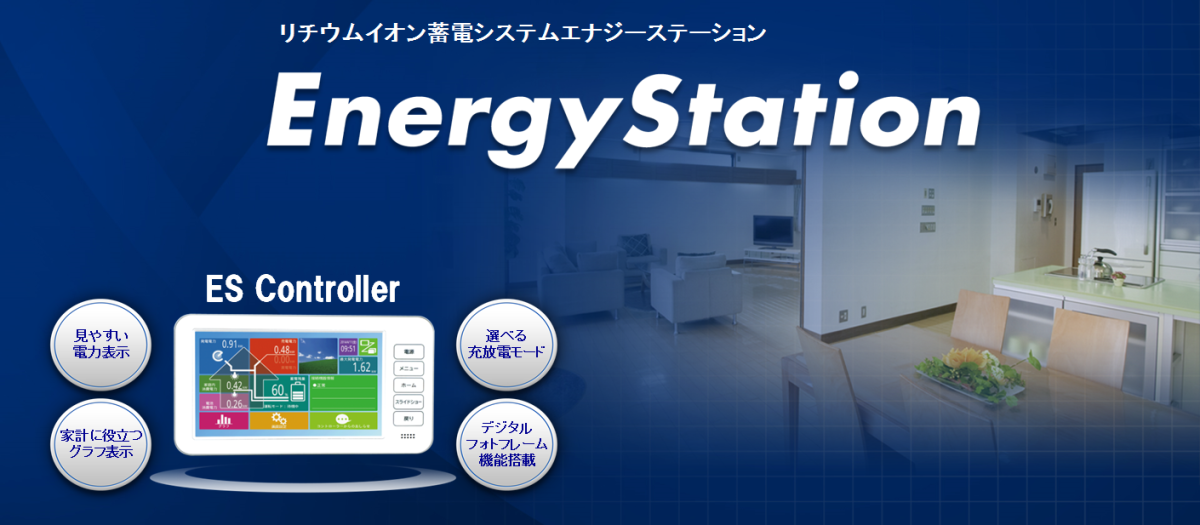 リチウムイオン蓄電システムエナジーステーション
EnergyStation
ES Controller
見やすい
電力表示
家計に役立つ
グラフ表示
0.91
0.48
0.42
0.26
60
09:51
1.62
電源
メニュー
ホーム
スライドショー
戻り
選べる
充放電モード
デジタル
フォトフレーム
機能搭載